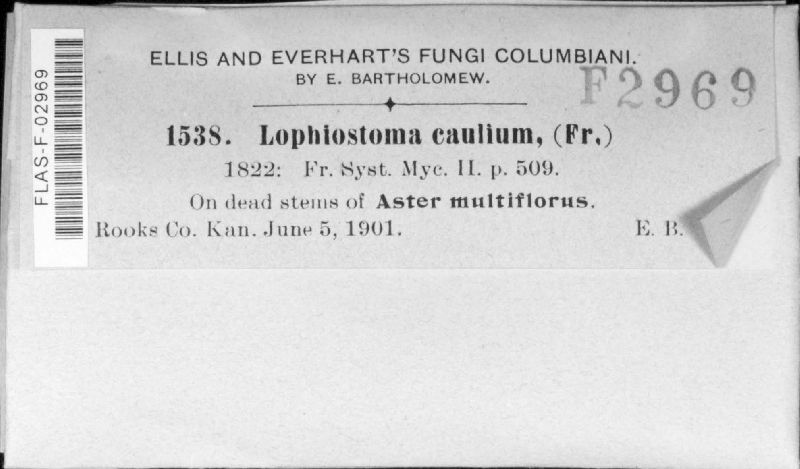 ELLIS AND EVERHART'S FUNGI COLUMBIANI.
BY E. BARTHOLOMEW.
F2969
1538. Lophiostoma caulium, (Fr.)
1822: Fr. Syst. Myc. II. p. 509.
On dead stems of Aster multiflorus.
Rooks Co. Kan. June 5, 1901. E. B.
FLAS-F-02969